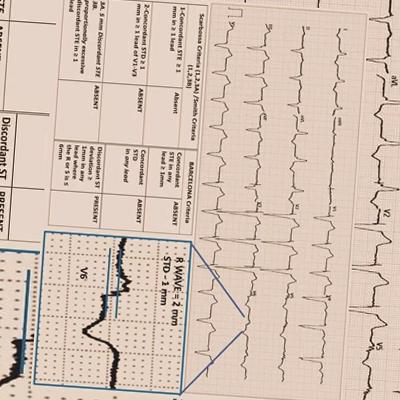 aVL
V2
V5
Scarbossa Criteria (1,2,3A) /Smith Criteria
(1,2,3B)
BARCELONA Criteria
1-Concordant STE ≥ 1
mm in ≥ 1 lead
Absent
Concordant
STE in any
lead ≥ 1mm
ABSENT
2-Concordant STD ≥ 1
mm in ≥ 1 lead of V1-V3
ABSENT
Concordant
STD
in any lead
ABSENT
3A. 5 mm Discordant STE
3B.
proportionally excessive
discordant STE in ≥ 1
lead
ABSENT
Discordant ST
deviation ≥
1mm in any
lead where
the R or S is ≤
6mm
PRESENT
Discordant ST
PRESENT
R WAVE = 2 mm
STD - 1 mm
V6